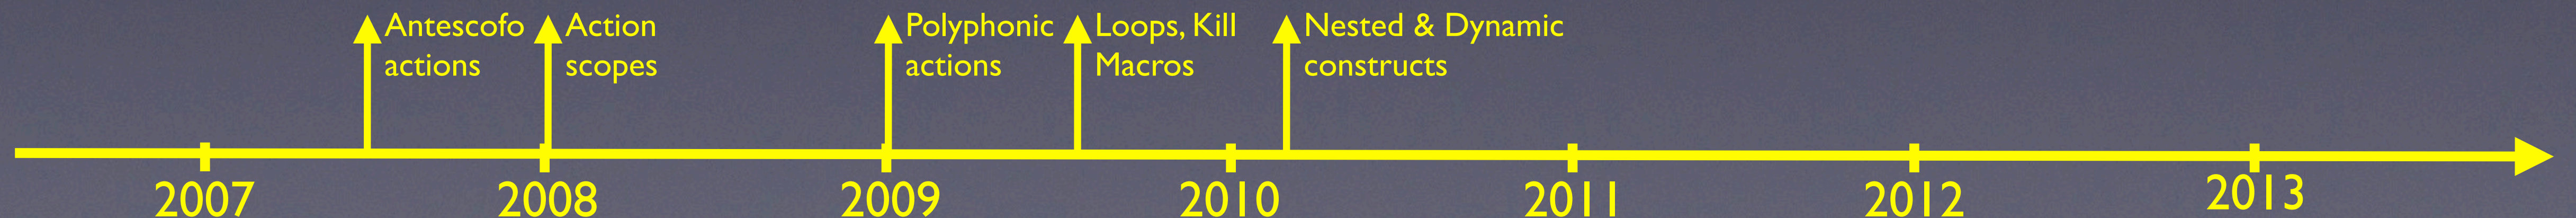 Antescofo
actions
Action
scopes
Polyphonic
actions
Loops, Kill
Macros
Nested & Dynamic
constructs
2007
2008
2009
2010
2011
2012
2013